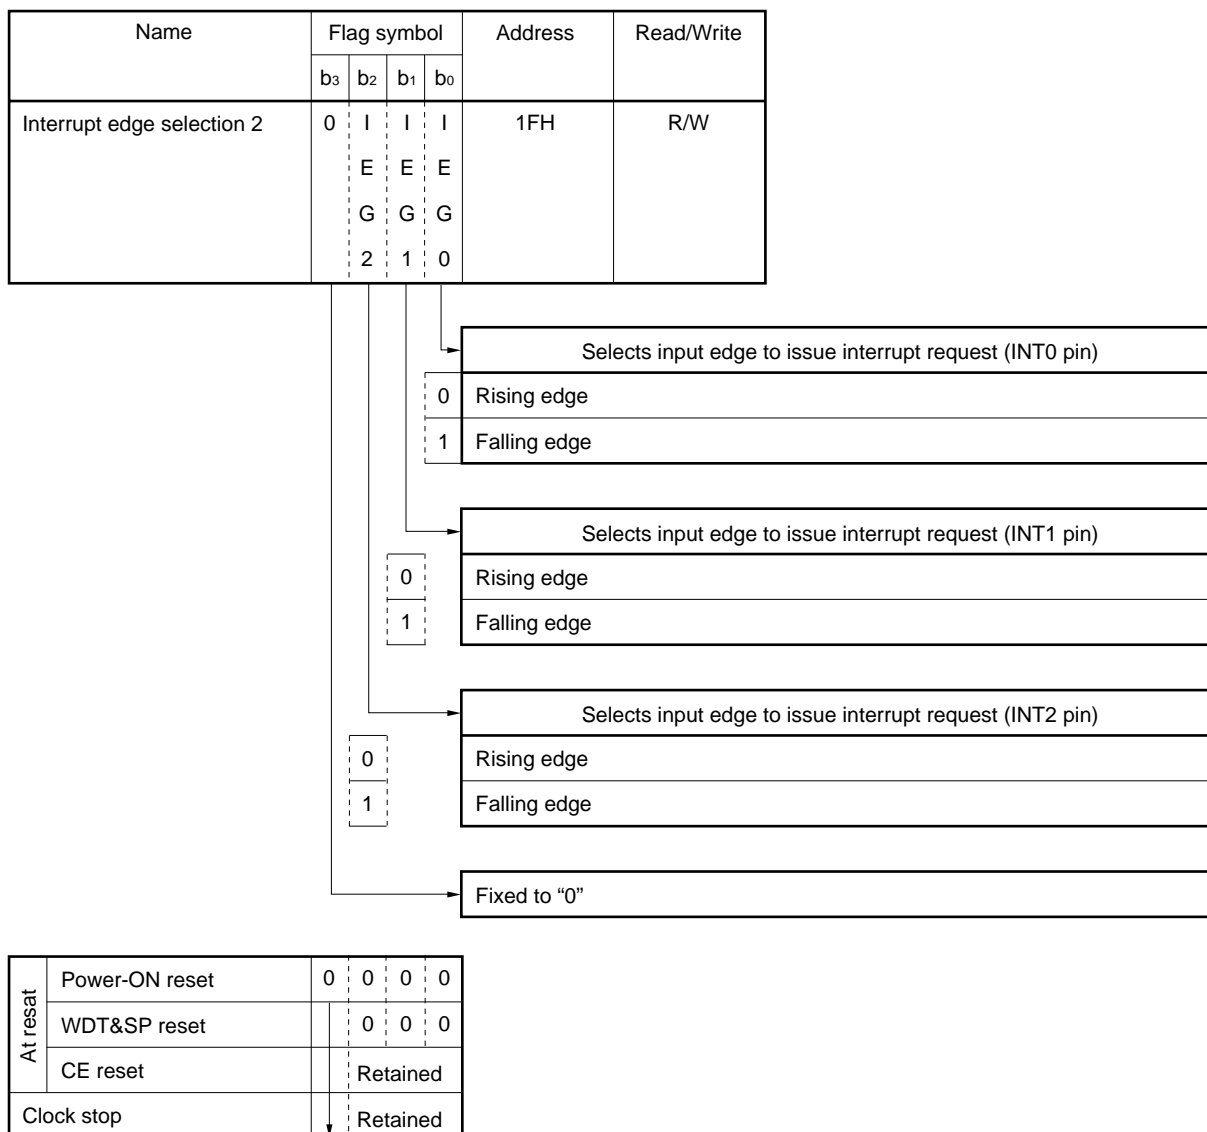 Name Flag symbol Address Read/Write
b3 b2 b1 b0
Interrupt edge selection 2 0 I I I 1FH R/W
E E E
G G G
2 1 0
Selects input edge to issue interrupt request (INT0 pin)
0 Rising edge
1 Falling edge
Selects input edge to issue interrupt request (INT1 pin)
0 Rising edge
1 Falling edge
Selects input edge to issue interrupt request (INT2 pin)
0 Rising edge
1 Falling edge
Fixed to “0”
At resat
Power-ON reset 0 0 0 0
WDT&SP reset 0 0 0
CE reset Retained
Clock stop Retained